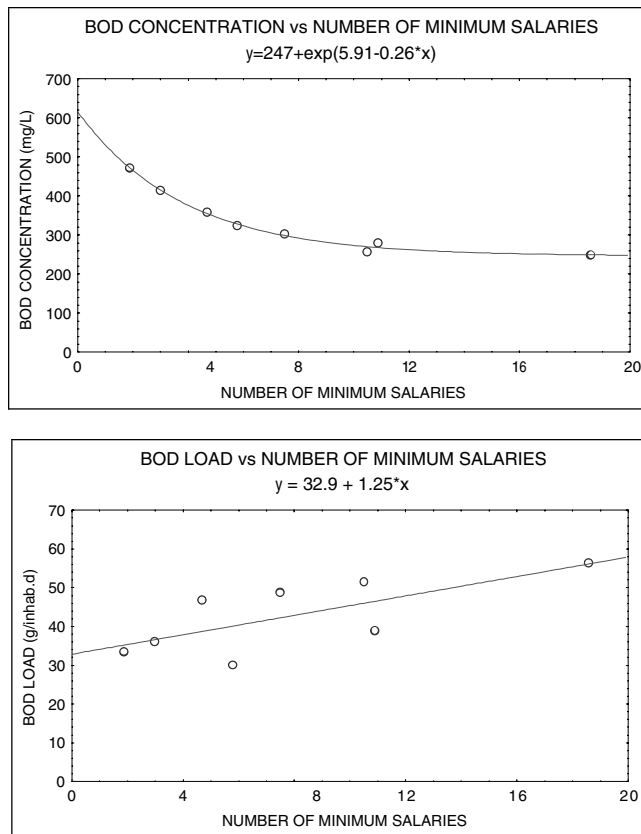 BOD CONCENTRATION vs NUMBER OF MINIMUM SALARIES
y=247+exp(5.91-0.26*x)
BOD CONCENTRATION (mg/L)
700
600
500
400
300
200
100
0
0 4 8 12 16 20
NUMBER OF MINIMUM SALARIES
BOD LOAD vs NUMBER OF MINIMUM SALARIES
y = 32.9 + 1.25*x
BOD LOAD (g/inhab.d)
70
60
50
40
30
20
10
0
0 4 8 12 16 20
NUMBER OF MINIMUM SALARIES